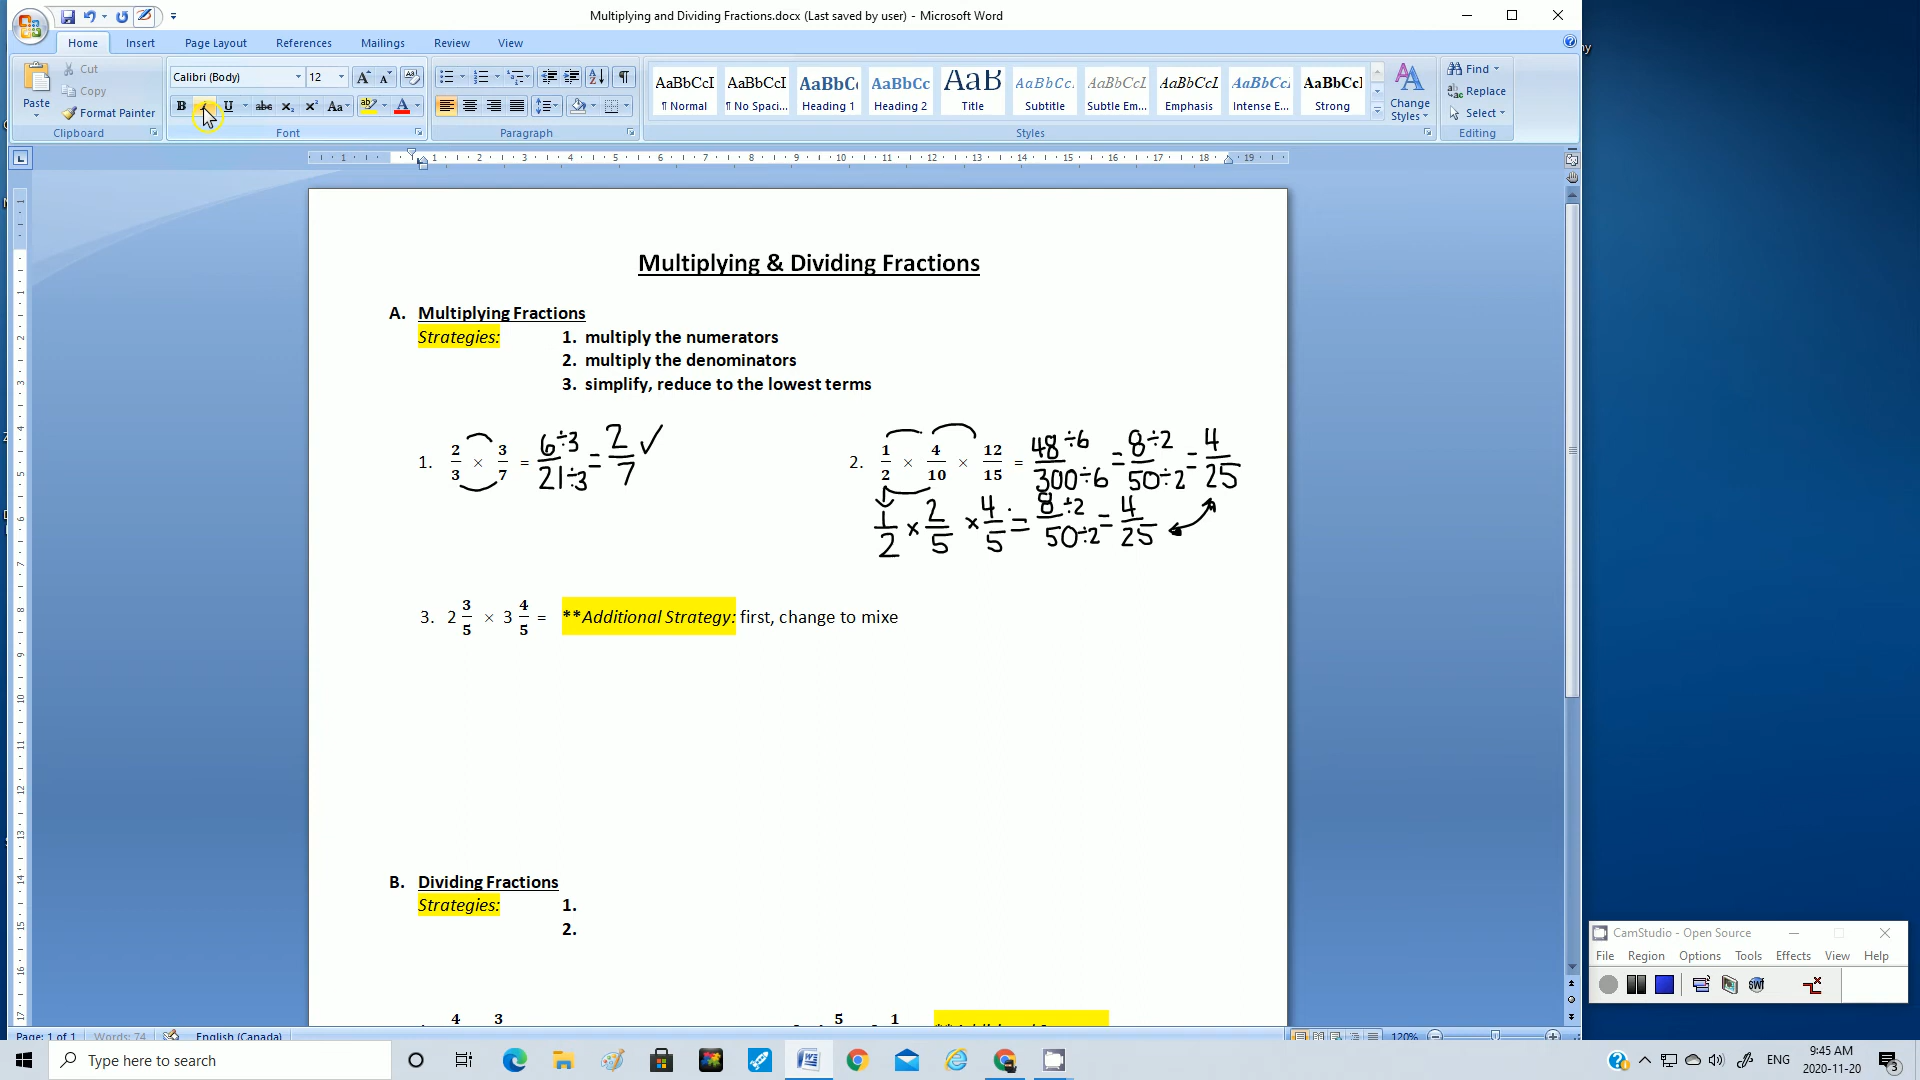 Multiplying and Dividing Fractions.docx (Last saved by user) - Microsoft Word
Home Insert Page Layout References Mailings Review View
Paste Cut Copy Format Painter
Clipboard
Calibri (Body) 12
Font
Paragraph
AaBbCcI AaBbCcI AaBbC AaBbCc AaB AaBbCc. AaBbCcL AaBbCcL AaBbCcL AaBbCcI
¶ Normal ¶ No Spaci... Heading 1 Heading 2 Title Subtitle Subtle Em... Emphasis Intense E... Strong
Change Styles
Styles
Find Replace Select
Editing
Multiplying & Dividing Fractions
A. Multiplying Fractions
Strategies: 1. multiply the numerators
2. multiply the denominators
3. simplify, reduce to the lowest terms
1. 2/3 × 3/7 = 6÷3/21÷3 = 2/7 ✓
2. 1/2 × 4/10 × 12/15 = 48÷6/300÷6 = 8÷2/50÷2 = 4/25
1/2 × 2/5 × 4/5 = 8÷2/50÷2 = 4/25
3. 2 3/5 × 3 4/5 = **Additional Strategy: first, change to mixe
B. Dividing Fractions
Strategies: 1.
2.
4 3 5 1
Page: 1 of 1 Words: 74 English (Canada) 120%
CamStudio - Open Source
File Region Options Tools Effects View Help
Type here to search
ENG
9:45 AM
2020-11-20
3